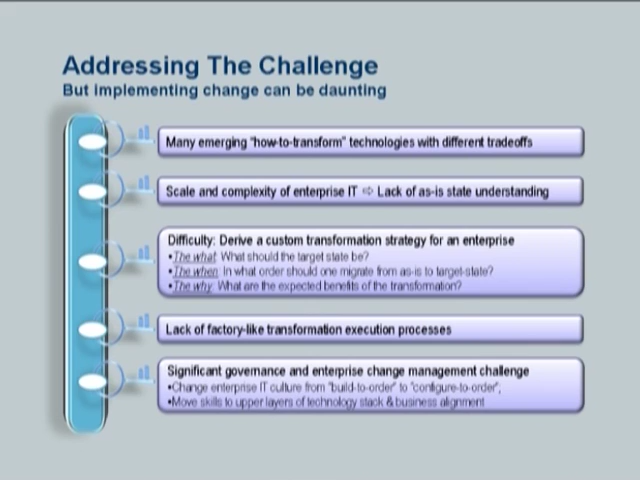 Addressing The Challenge
But implementing change can be daunting
Many emerging "how-to-transform" technologies with different tradeoffs
Scale and complexity of enterprise IT ⇨ Lack of as-is state understanding
Difficulty: Derive a custom transformation strategy for an enterprise
•The what: What should the target state be?
•The when: In what order should one migrate from as-is to target-state?
•The why: What are the expected benefits of the transformation?
Lack of factory-like transformation execution processes
Significant governance and enterprise change management challenge
•Change enterprise IT culture from "build-to-order" to "configure-to-order";
•Move skills to upper layers of technology stack & business alignment